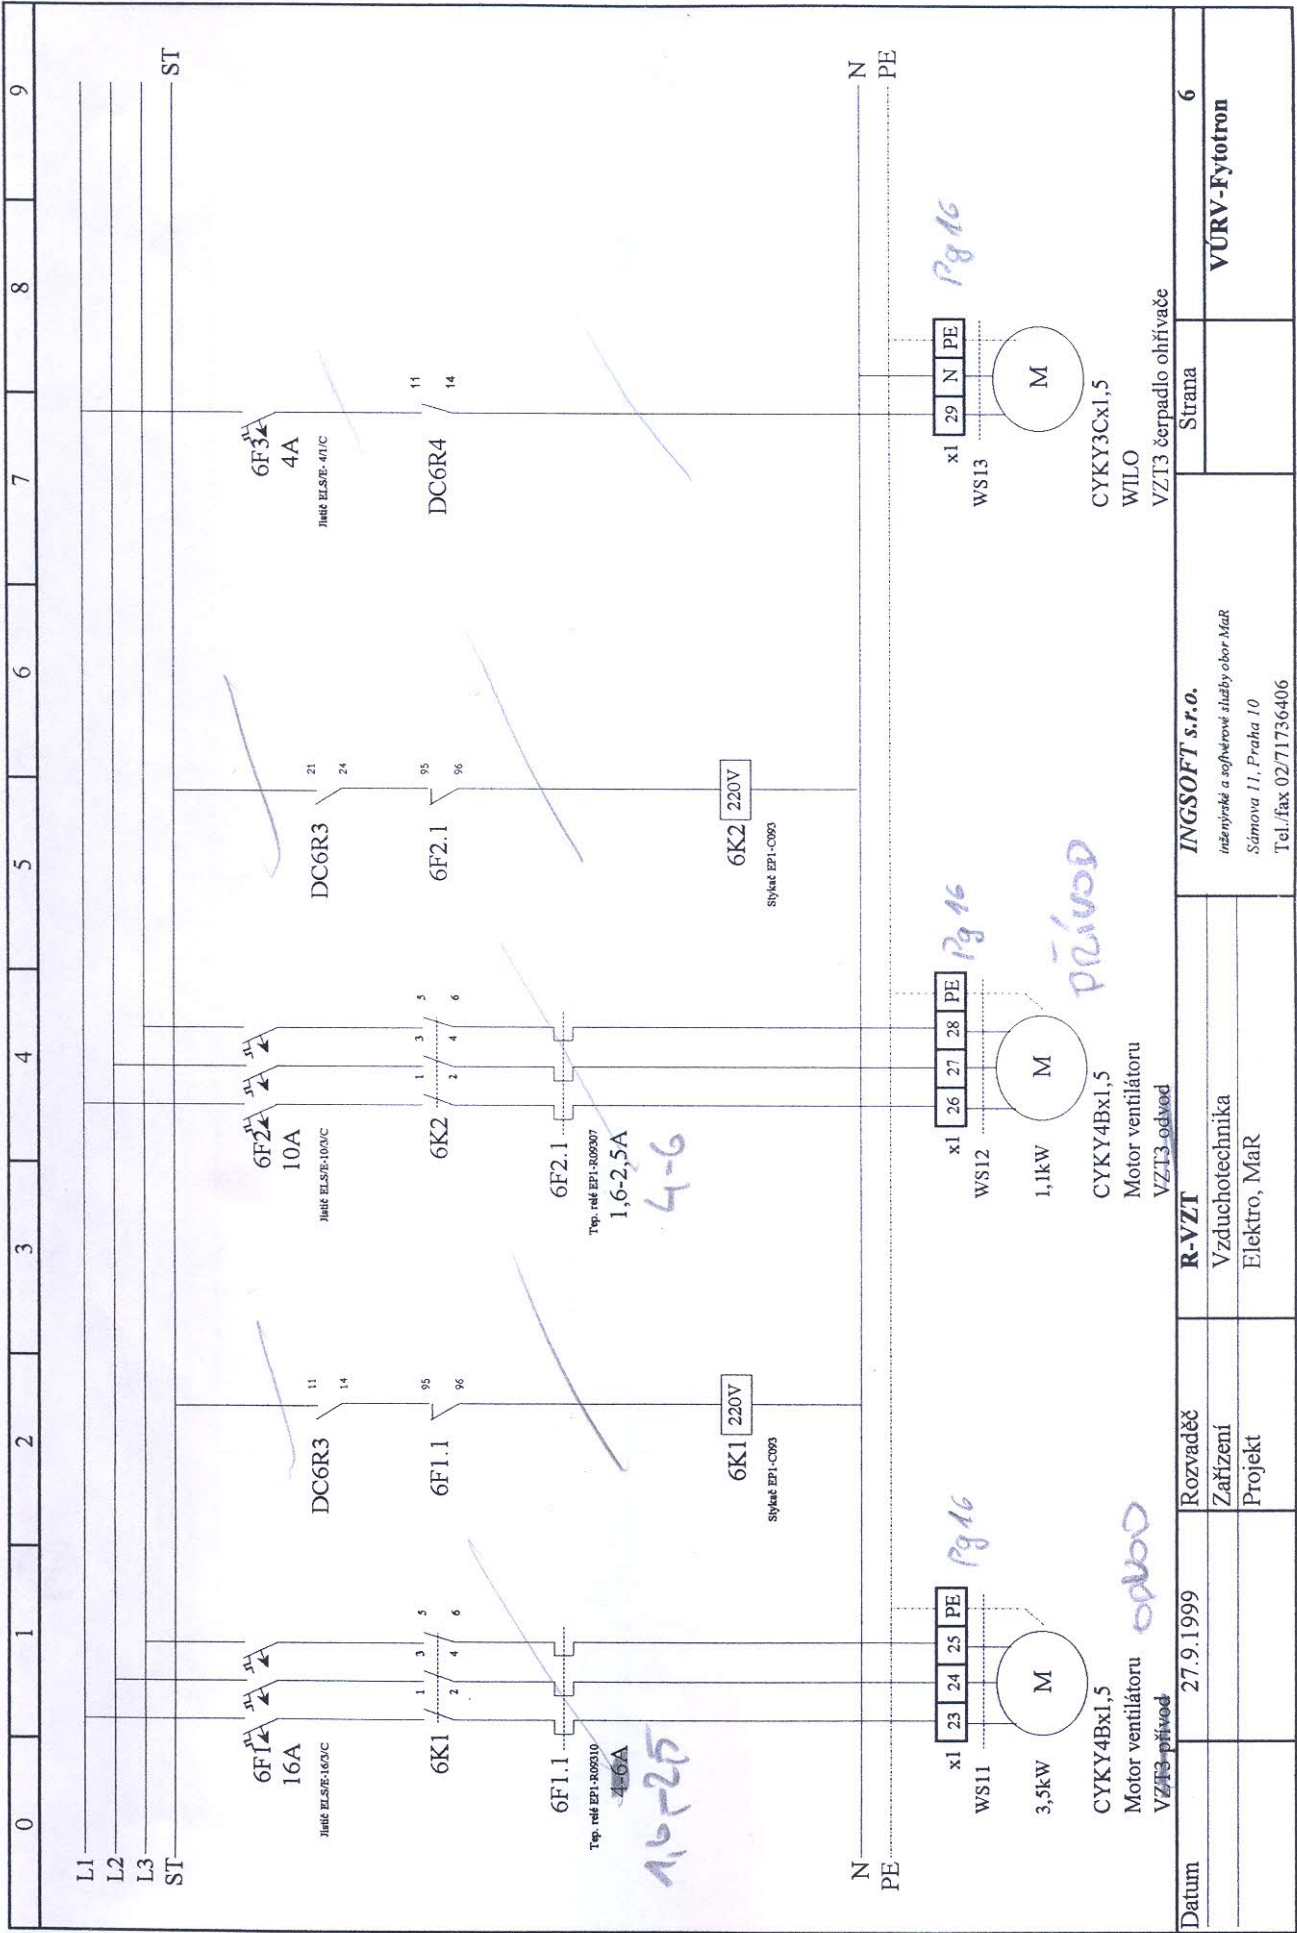 0 1 2 3 4 5 6 7 8 9
L1
L2
L3
ST
ST
6F1
16A
Jistič ELS/E-16/3/C
DC6R3
11
14
6F2
10A
Jistič ELS/E-10/3/C
DC6R3
21
24
6F3
4A
Jistič ELS/E-4/1/C
6K1
1 3 5
2 4 6
6F1.1
95
96
6K2
1 3 5
2 4 6
6F2.1
95
96
DC6R4
11
14
6F1.1
Tep. relé EP1-R09310
4-6A
1,6-2,5
6F2.1
Tep. relé EP1-R09307
1,6-2,5A
4-6
6K1 220V
Stykač EP1-C093
6K2 220V
Stykač EP1-C093
N
N
PE
PE
x1 23 24 25 PE Pg 16
WS11
x1 26 27 28 PE Pg 16
WS12
x1 29 N PE Pg 16
WS13
3,5kW M
1,1kW M
M
CYKY4Bx1,5
Motor ventilátoru
VZT3 přívod
ODVOD
CYKY4Bx1,5
Motor ventilátoru
VZT3 odvod
PŘÍVOD
CYKY3Cx1,5
WILO
VZT3 čerpadlo ohřívače
Datum 27.9.1999 Rozvaděč R-VZT
Zařízení Vzduchotechnika
Projekt Elektro, MaR
INGSOFT s.r.o.
inženýrské a softwérové služby obor MaR
Sámova 11, Praha 10
Tel./fax 02/71736406
Strana 6
VÚRV-Fytotron